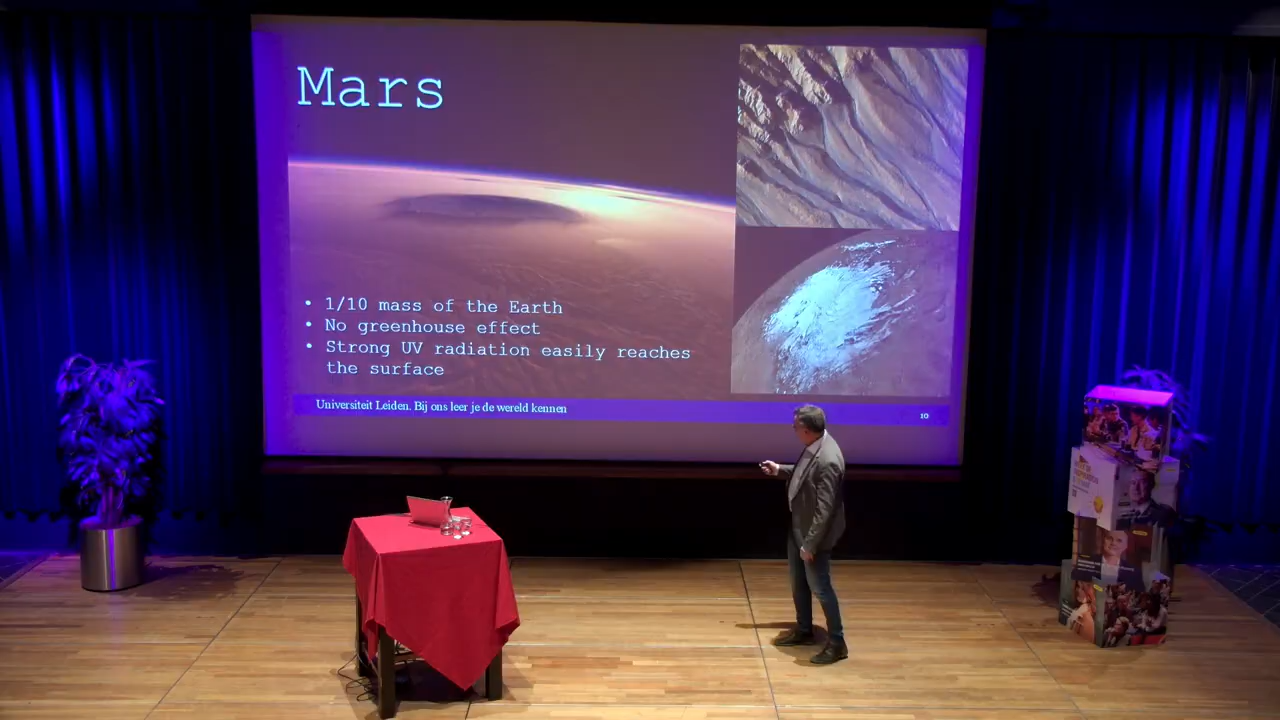 Mars
• 1/10 mass of the Earth
• No greenhouse effect
• Strong UV radiation easily reaches
the surface
Universiteit Leiden. Bij ons leer je de wereld kennen
10